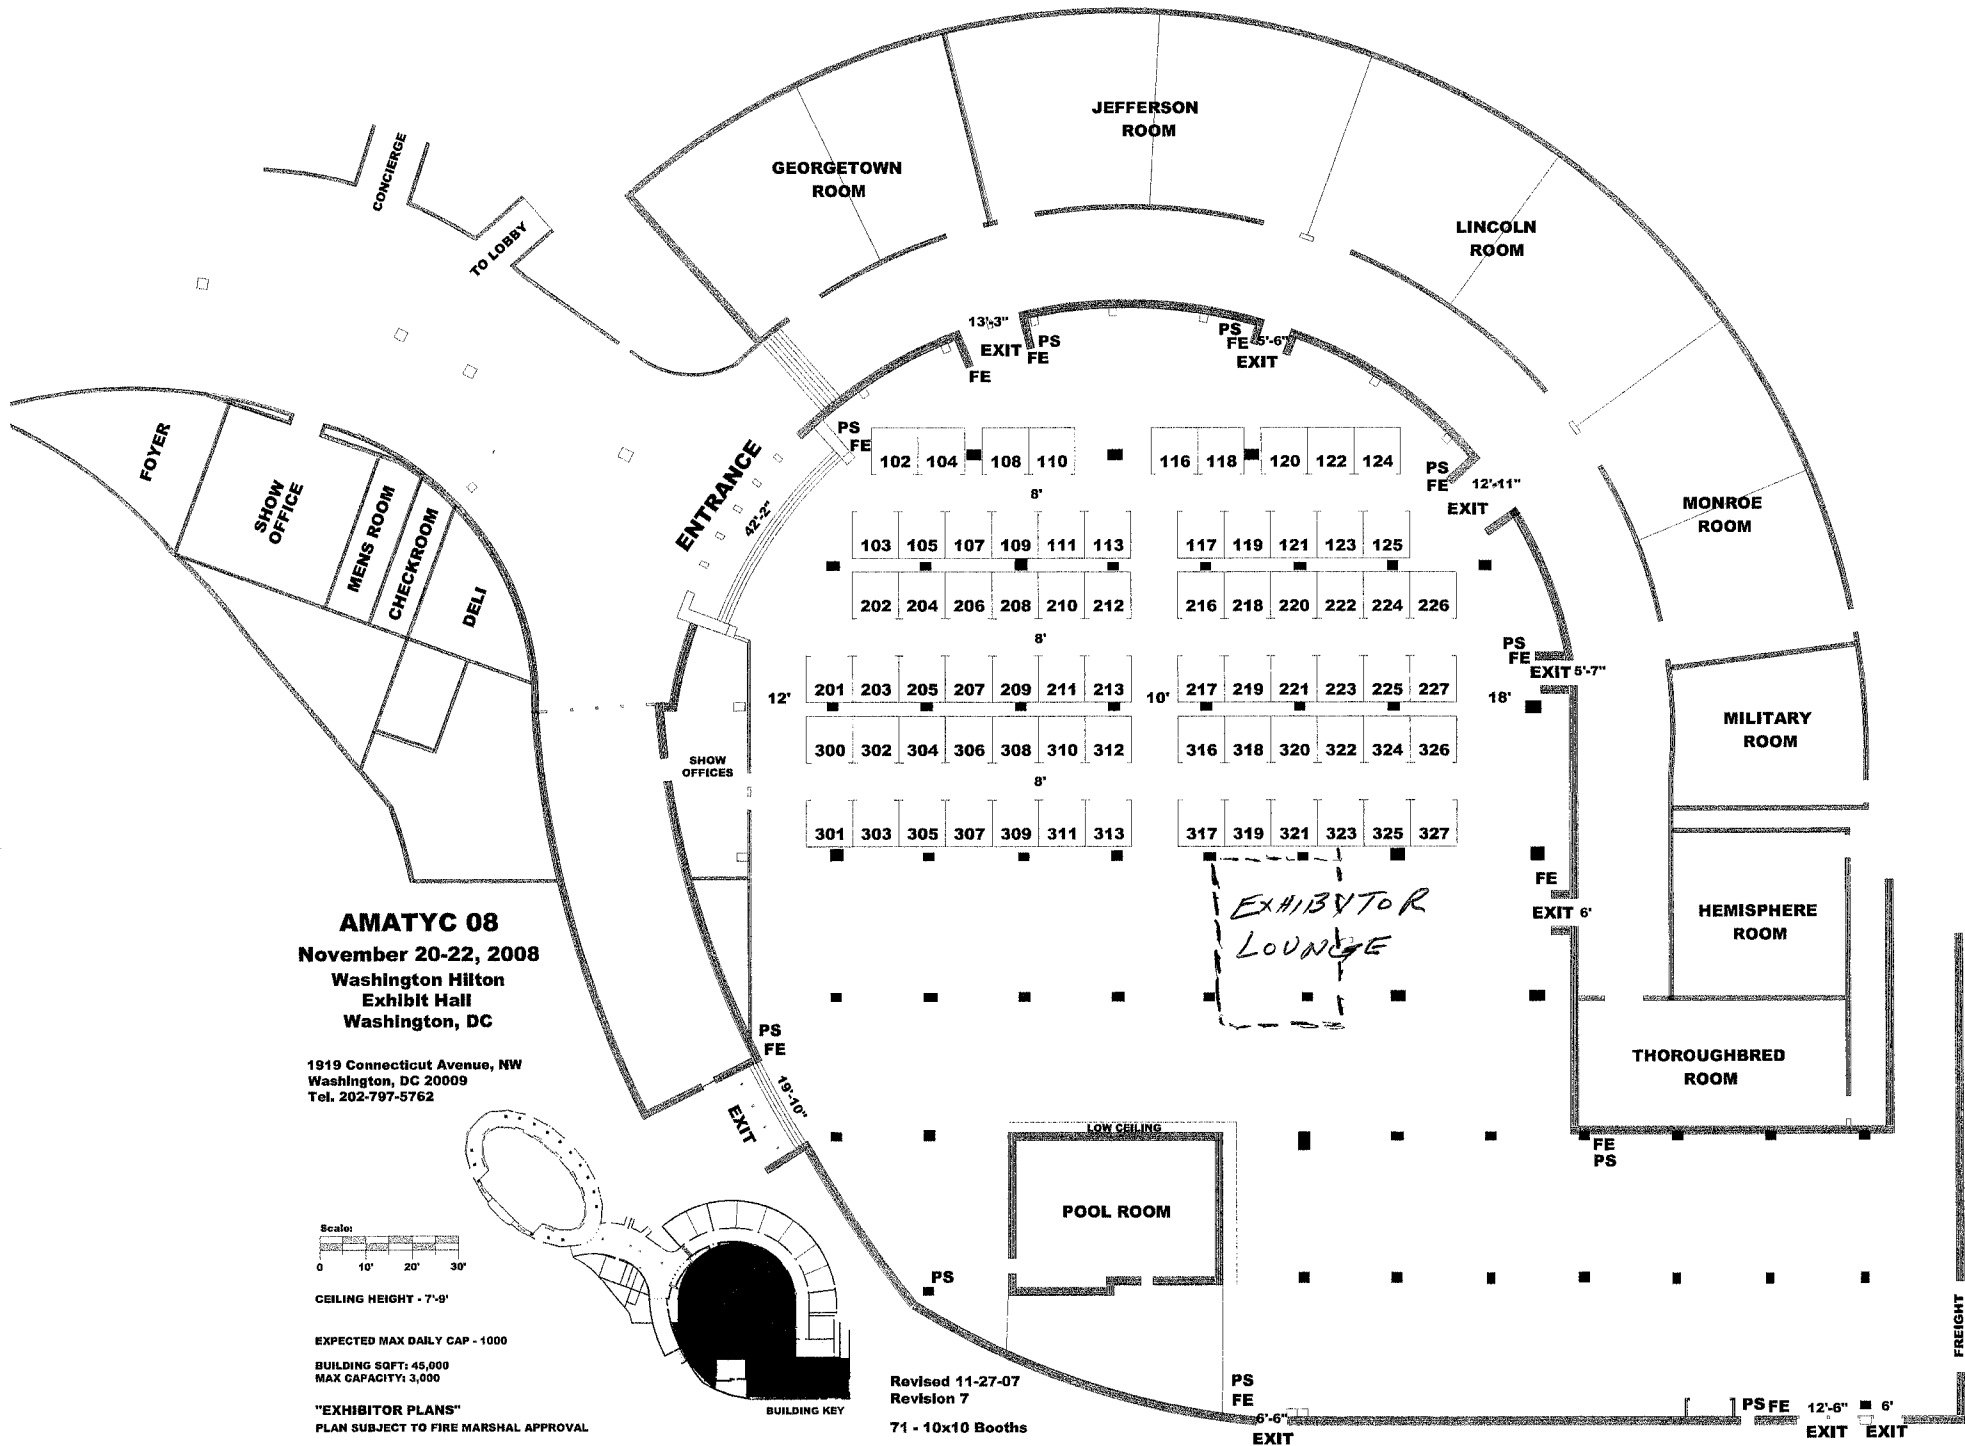 JEFFERSON
ROOM
GEORGETOWN
ROOM
LINCOLN
ROOM
MONROE
ROOM
CONCIERGE
TO LOBBY
13'-3"
EXIT
PS
FE
FE
PS
FE
5'-6"
EXIT
PS
FE
PS
FE
12'-11"
EXIT
FOYER
SHOW
OFFICE
MENS ROOM
CHECKROOM
DELI
ENTRANCE
42'-2"
102 104 108 110 116 118 120 122 124
8'
103 105 107 109 111 113 117 119 121 123 125
202 204 206 208 210 212 216 218 220 222 224 226
8'
PS
FE
EXIT 5'-7"
12' 201 203 205 207 209 211 213 10' 217 219 221 223 225 227 18'
300 302 304 306 308 310 312 316 318 320 322 324 326
8'
301 303 305 307 309 311 313 317 319 321 323 325 327
SHOW
OFFICES
MILITARY
ROOM
FE
EXIT 6'
HEMISPHERE
ROOM
EXHIBITOR
LOUNGE
THOROUGHBRED
ROOM
AMATYC 08
November 20-22, 2008
Washington Hilton
Exhibit Hall
Washington, DC
1919 Connecticut Avenue, NW
Washington, DC 20009
Tel. 202-797-5762
PS
FE
19'-10"
EXIT
LOW CEILING
POOL ROOM
FE
PS
PS
Scale:
0 10' 20' 30'
CEILING HEIGHT - 7'-9'
EXPECTED MAX DAILY CAP - 1000
BUILDING SQFT: 45,000
MAX CAPACITY: 3,000
"EXHIBITOR PLANS"
PLAN SUBJECT TO FIRE MARSHAL APPROVAL
BUILDING KEY
Revised 11-27-07
Revision 7
71 - 10x10 Booths
PS
FE
6'-6"
EXIT
PS FE
12'-6"
EXIT
6'
EXIT
FREIGHT